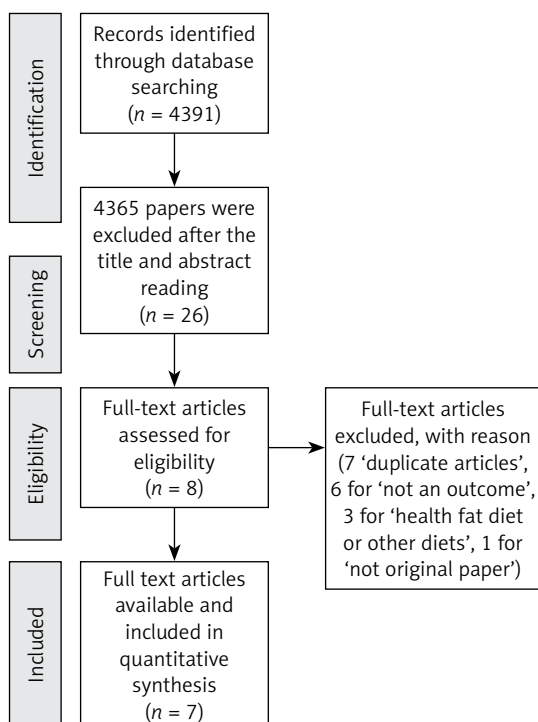 Identification
Records identified
through database
searching
(n = 4391)
4365 papers were
excluded after the
title and abstract
reading
(n = 26)
Screening
Eligibility
Full-text articles
assessed for
eligibility
(n = 8)
Full-text articles
excluded, with reason
(7 ‘duplicate articles’,
6 for ‘not an outcome’,
3 for ‘health fat diet
or other diets’, 1 for
‘not original paper’)
Included
Full text articles
available and
included in
quantitative
synthesis
(n = 7)